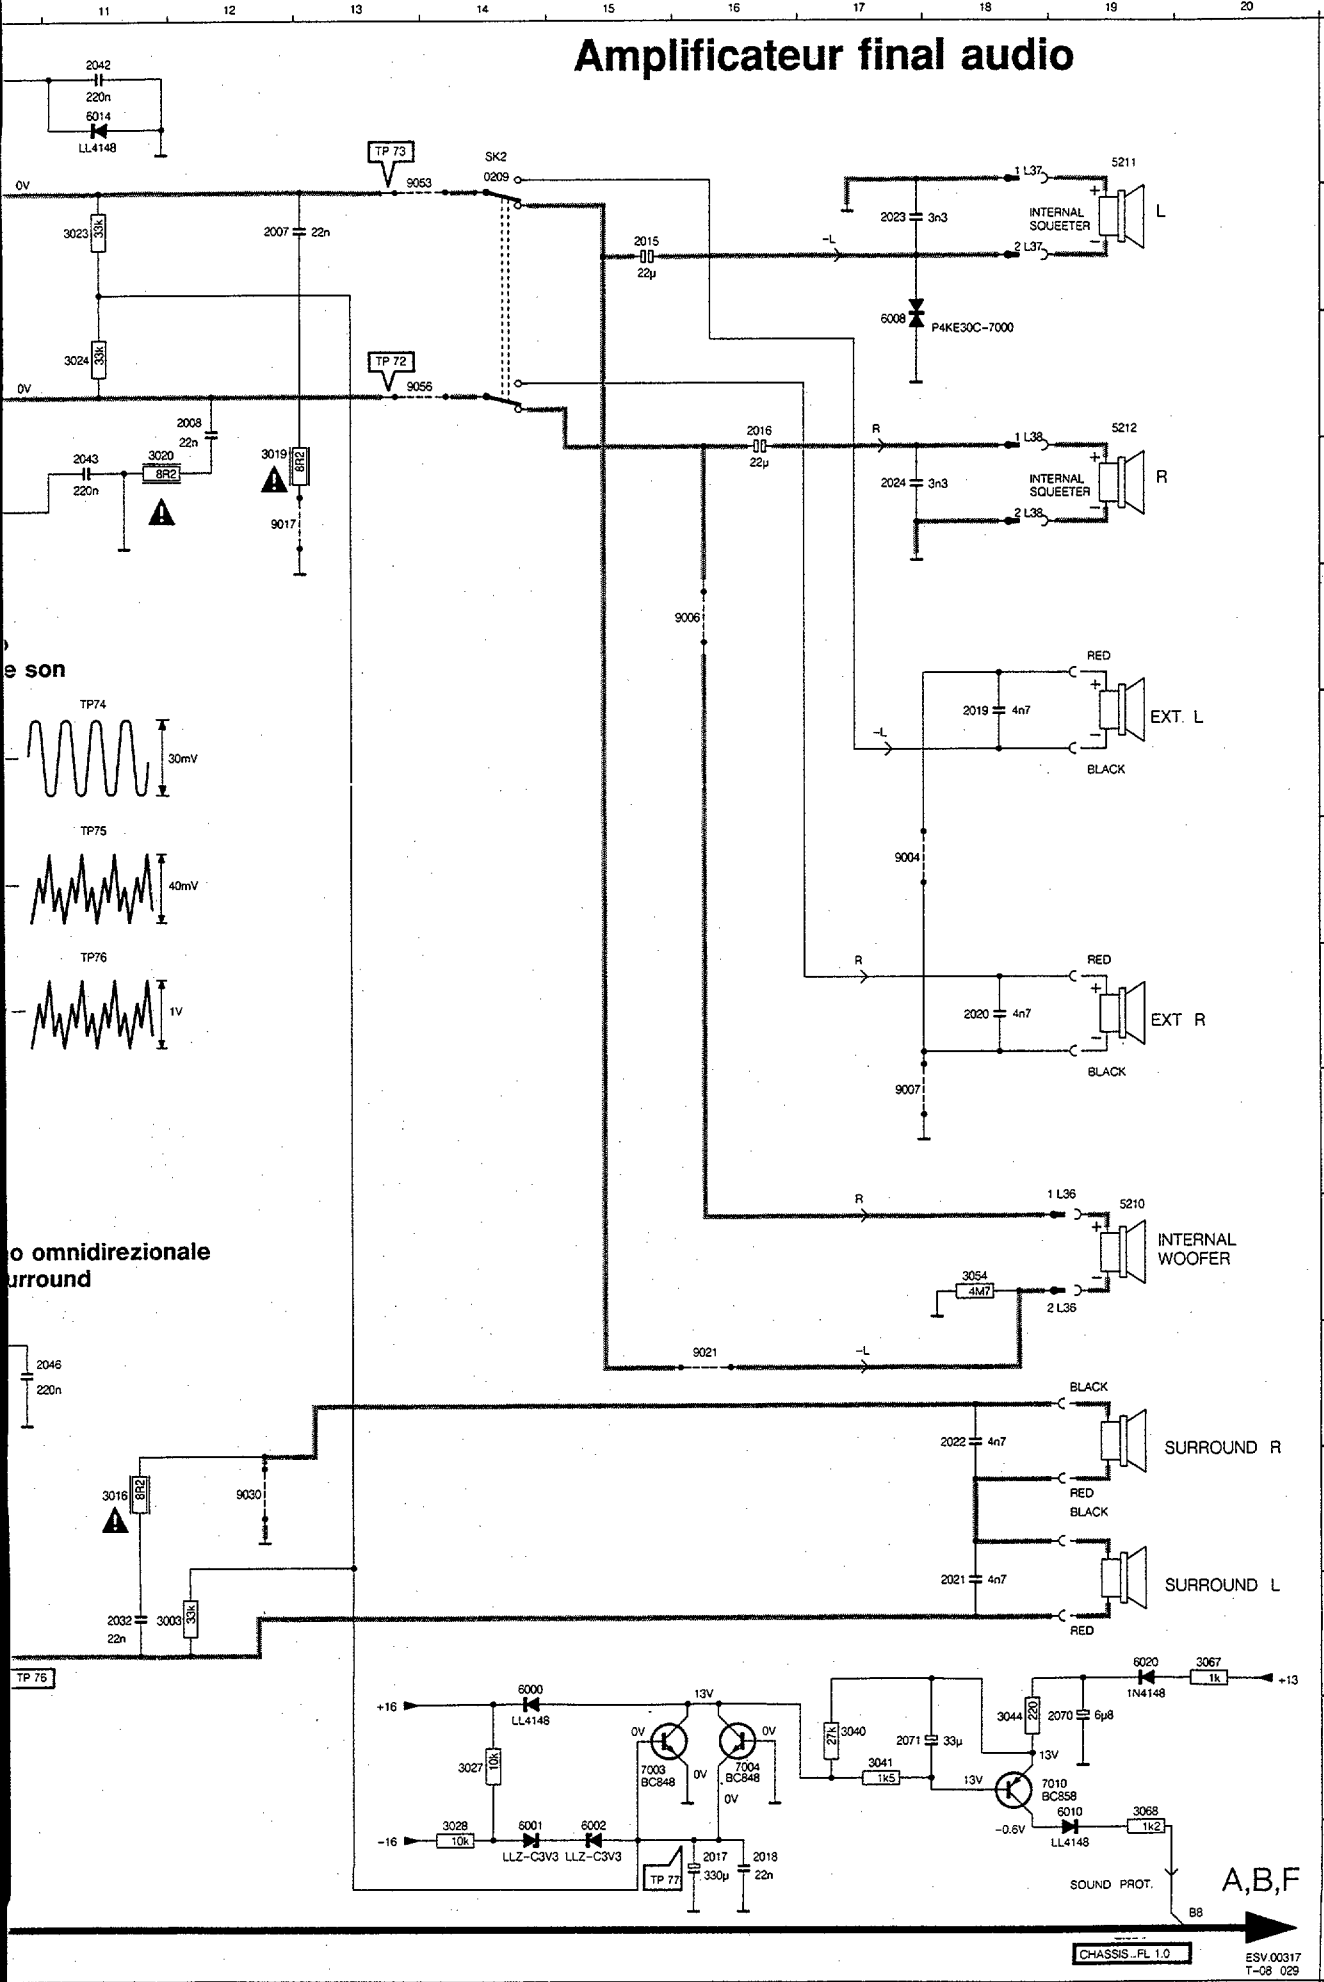 11 12 13 14 15 16 17 18 19 20
Amplificateur final audio
2042
220n
6014
LL4148
TP 73
SK2
0209
9053
0V
3023 33k
2007 22n
2015
22µ
-L
2023 3n3
1 L37
5211
+
INTERNAL
SQUEETER
L
-
2 L37
6008
P4KE30C-7000
3024 33k
TP 72
9056
0V
2008
22n
2043
220n
3020
8R2
3019 8R2
9017
2016
22µ
R
2024 3n3
1 L38
5212
+
INTERNAL
SQUEETER
R
-
2 L38
9006
e son
TP74
30mV
TP75
40mV
TP76
1V
RED
+
2019 4n7
EXT. L
-L
-
BLACK
9004
R
RED
+
2020 4n7
EXT R
-
BLACK
9007
R
1 L36
5210
+
INTERNAL
WOOFER
3054
4M7
-
2 L36
o omnidirezionale
urround
2046
220n
9021
-L
BLACK
2022 4n7
SURROUND R
RED
BLACK
2021 4n7
SURROUND L
RED
3016 8R2
9030
2032
22n
3003 33k
TP 76
+16
6000
LL4148
13V
0V
7003
BC848
0V
7004
BC848
0V
0V
3027 10k
-16
3028
10k
6001
LLZ-C3V3
6002
LLZ-C3V3
TP 77
2017
330µ
2018
22n
3040 27k
3041
1k5
2071 33µ
13V
3044 220
2070 6µ8
6020
1N4148
3067
1k
+13
13V
7010
BC858
-0.6V
6010
LL4148
3068
1k2
SOUND PROT.
B8
A,B,F
CHASSIS..FL 1.0
ESV.00317
T-08 029